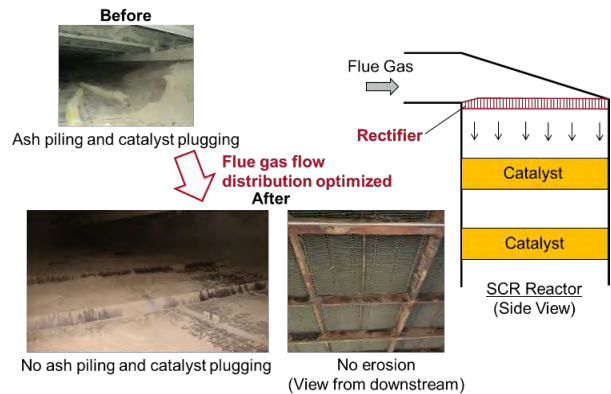 Before
Ash piling and catalyst plugging
Flue gas flow
distribution optimized
After
No ash piling and catalyst plugging
No erosion
(View from downstream)
Flue Gas
Rectifier
Catalyst
Catalyst
SCR Reactor
(Side View)